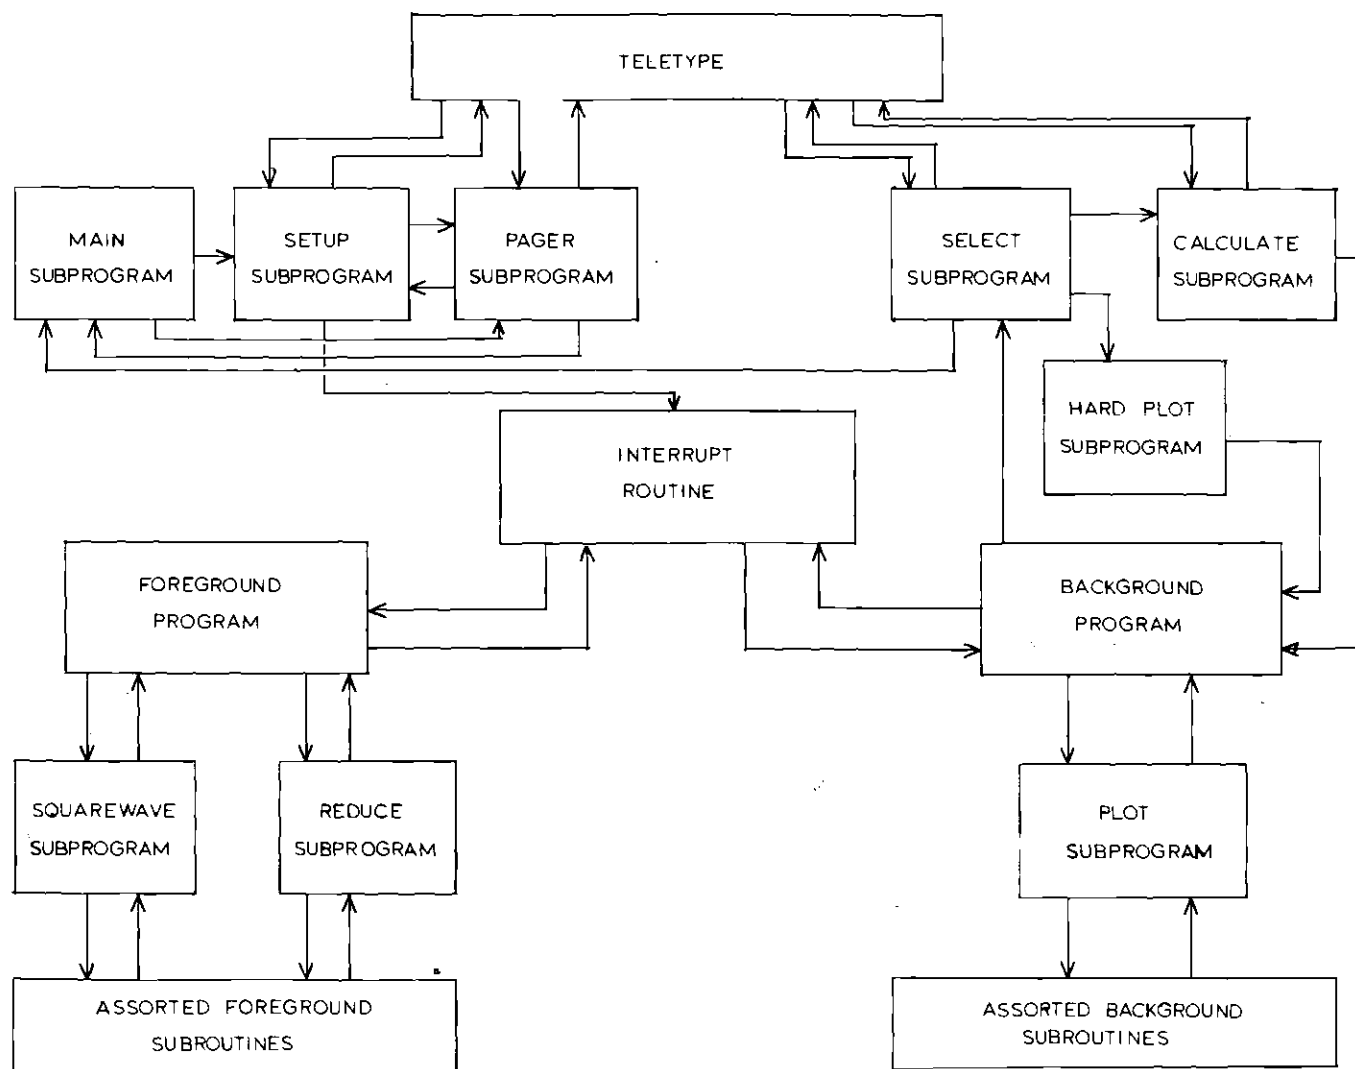 TELETYPE
MAIN
SUBPROGRAM
SETUP
SUBPROGRAM
PAGER
SUBPROGRAM
SELECT
SUBPROGRAM
CALCULATE
SUBPROGRAM
HARD PLOT
SUBPROGRAM
INTERRUPT
ROUTINE
FOREGROUND
PROGRAM
BACKGROUND
PROGRAM
SQUAREWAVE
SUBPROGRAM
REDUCE
SUBPROGRAM
PLOT
SUBPROGRAM
ASSORTED FOREGROUND
SUBROUTINES
ASSORTED BACKGROUND
SUBROUTINES